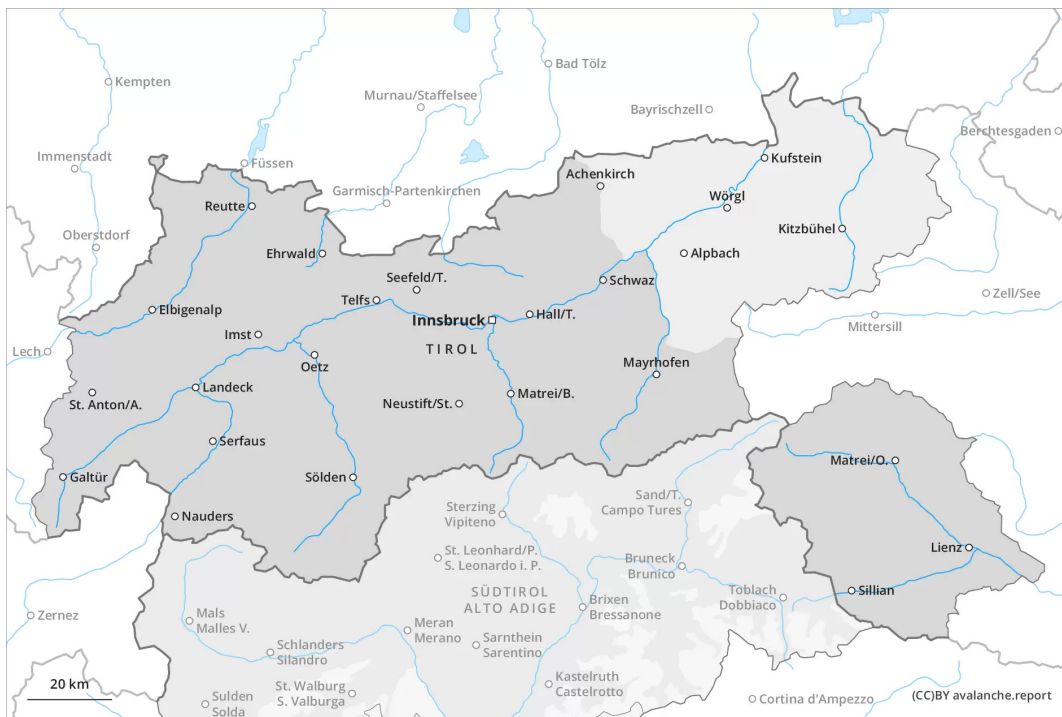 Kempten
Bad Tölz
Murnau/Staffelsee
Bayrischzell
Berchtesgaden
Immenstadt
Füssen
Kufstein
Achenkirch
Garmisch-Partenkirchen
Wörgl
Reutte
Kitzbühel
Oberstdorf
Ehrwald
Alpbach
Seefeld/T.
Schwaz
Zell/See
Telfs
Elbigenalp
Hall/T.
Innsbruck
Mittersill
Imst
TIROL
Lech
Oetz
Mayrhofen
Landeck
St. Anton/A.
Neustift/St.
Matrei/B.
Serfaus
Matrei/O.
Galtür
Sölden
Sand/T.
Campo Tures
Sterzing
Vipiteno
Nauders
Lienz
St. Leonhard/P.
S. Leonardo i. P.
Bruneck
Brunico
SÜDTIROL
ALTO ADIGE
Toblach
Dobbiaco
Sillian
Brixen
Bressanone
Zernez
Mals
Malles V.
Meran
Merano
Sarnthein
Sarentino
Schlanders
Silandro
20 km
St. Walburg
S. Valburga
Kastelruth
Castelrotto
Sulden
Solda
Cortina d'Ampezzo
(CC)BY avalanche.report